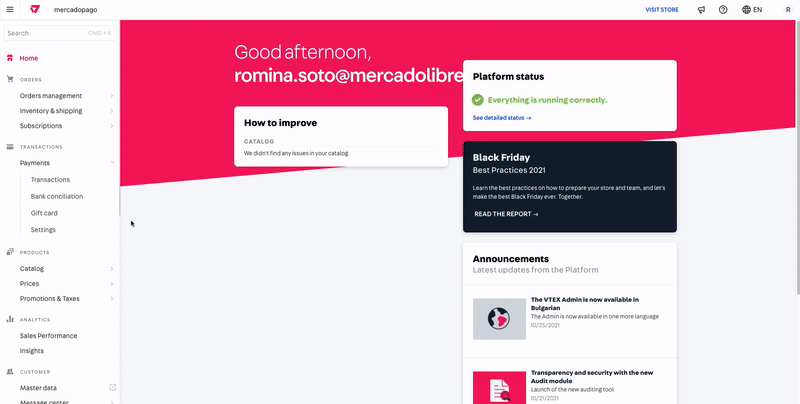 mercadopago
VISIT STORE
EN
R
Search
CMD + K
Home
ORDERS
Orders management
Inventory & shipping
Subscriptions
TRANSACTIONS
Payments
Transactions
Bank conciliation
Gift card
Settings
PRODUCTS
Catalog
Prices
Promotions & Taxes
ANALYTICS
Sales Performance
Insights
CUSTOMER
Master data
Message center
Good afternoon,
romina.soto@mercadolibre
How to improve
CATALOG
We didn't find any issues in your catalog
Platform status
Everything is running correctly.
See detailed status →
Black Friday
Best Practices 2021
Learn the best practices on how to prepare your store and team, and let's
make the best Black Friday ever. Together.
READ THE REPORT →
Announcements
Latest updates from the Platform
The VTEX Admin is now available in
Bulgarian
The Admin is now available in one more language
10/25/2021
Transparency and security with the new
Audit module
Launch of the new auditing tool
10/21/2021